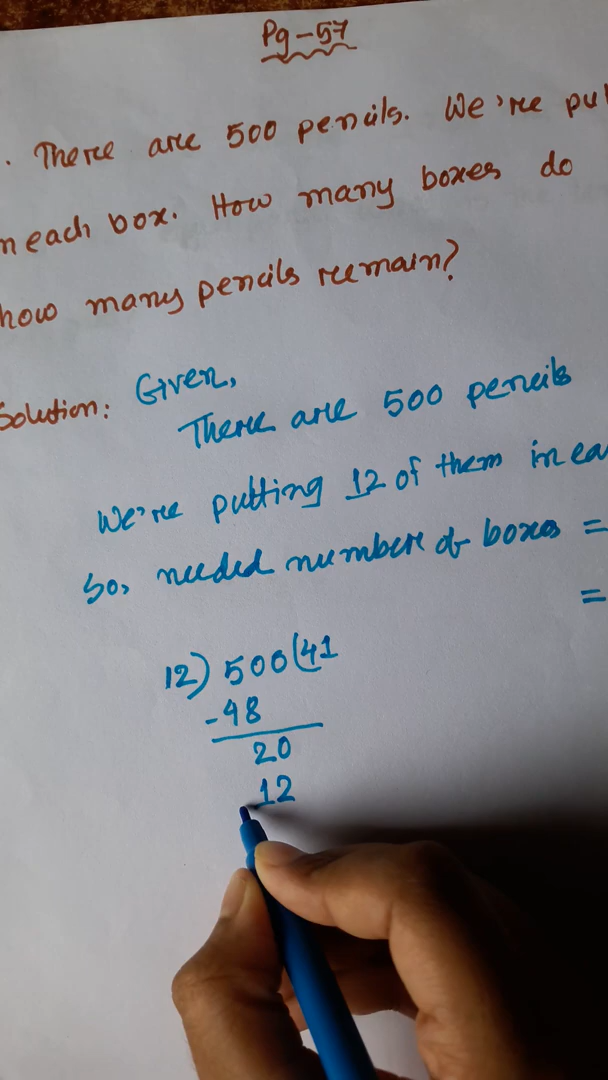 Pg-57
. There are 500 pencils. We're pu
n each box. How many boxes do
how many pencils remain?
Solution: Given,
There are 500 pencils
We're putting 12 of them in ea
So, needed number of boxes =
=
12) 500 (41
-48
20
12